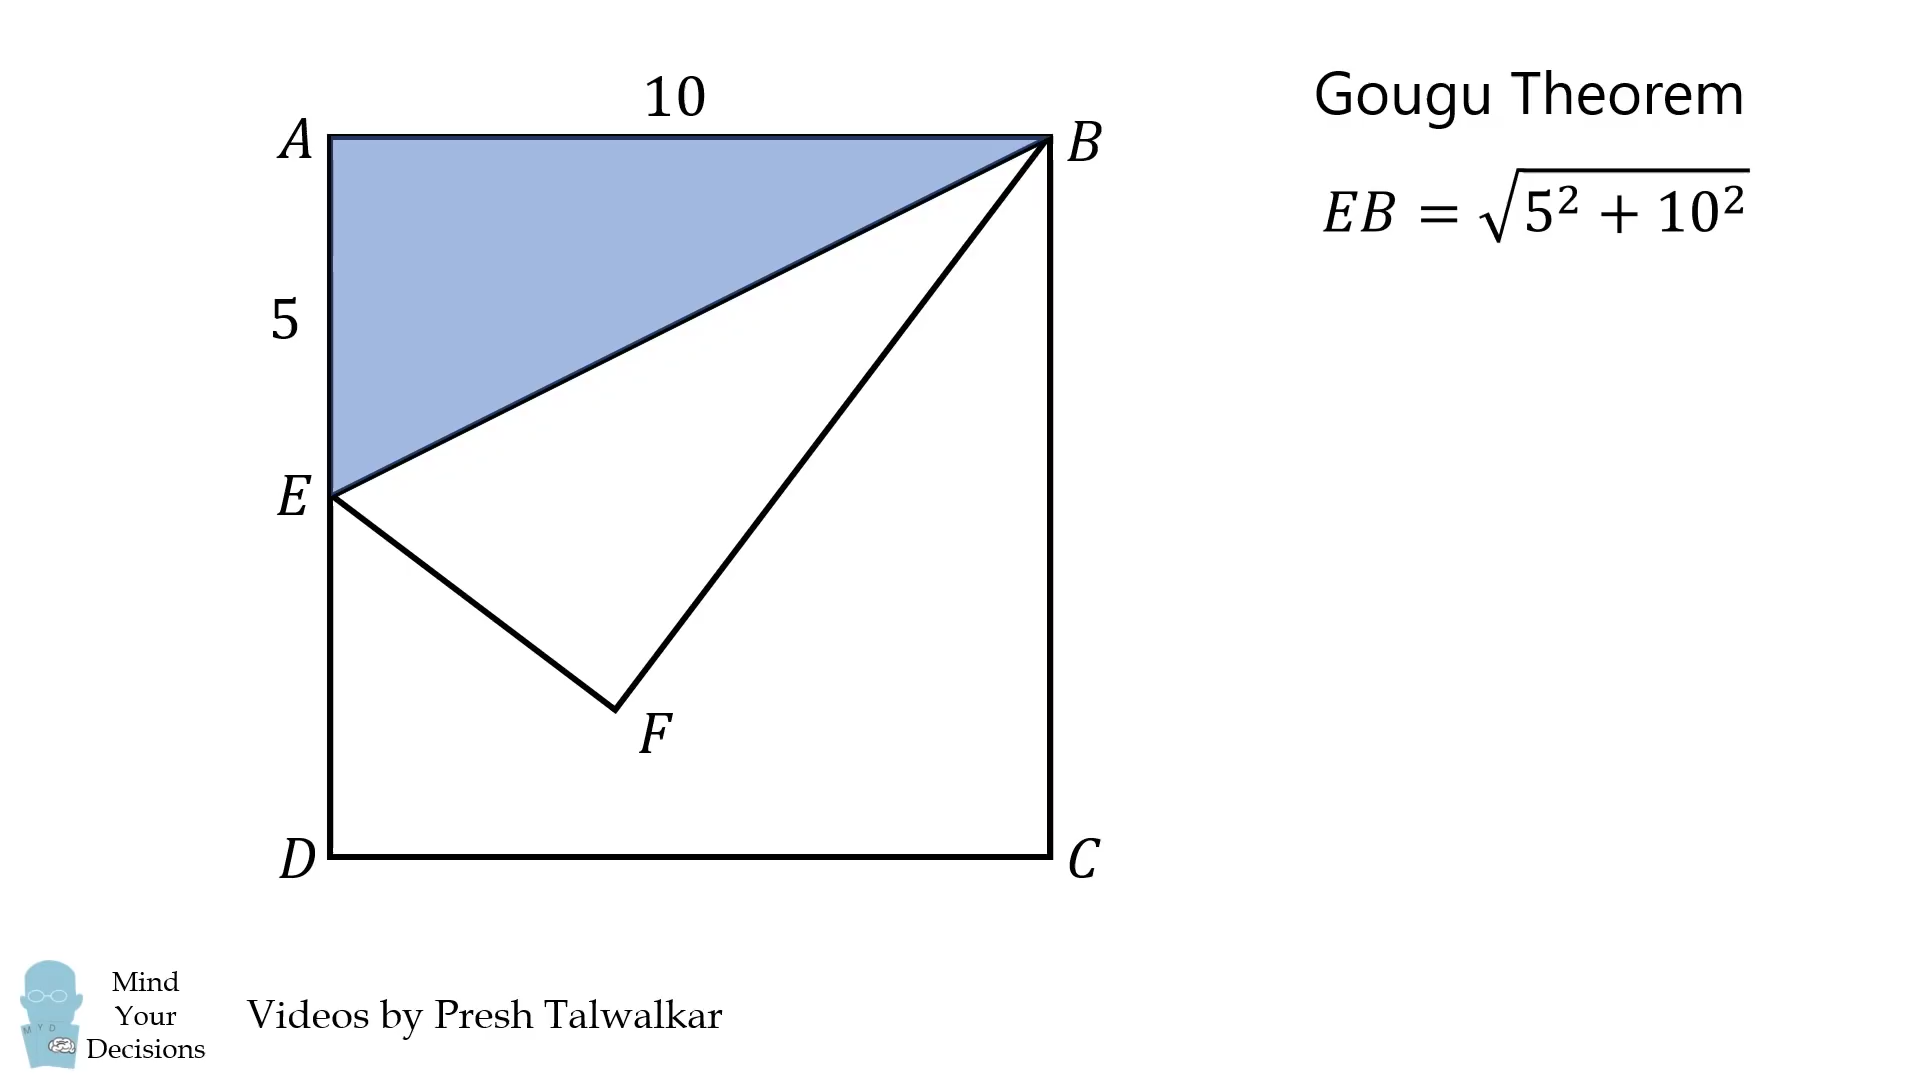 10
A
B
5
E
F
D
C
Gougu Theorem
EB = √5² + 10²
Mind
Your
Decisions
M Y D
Videos by Presh Talwalkar